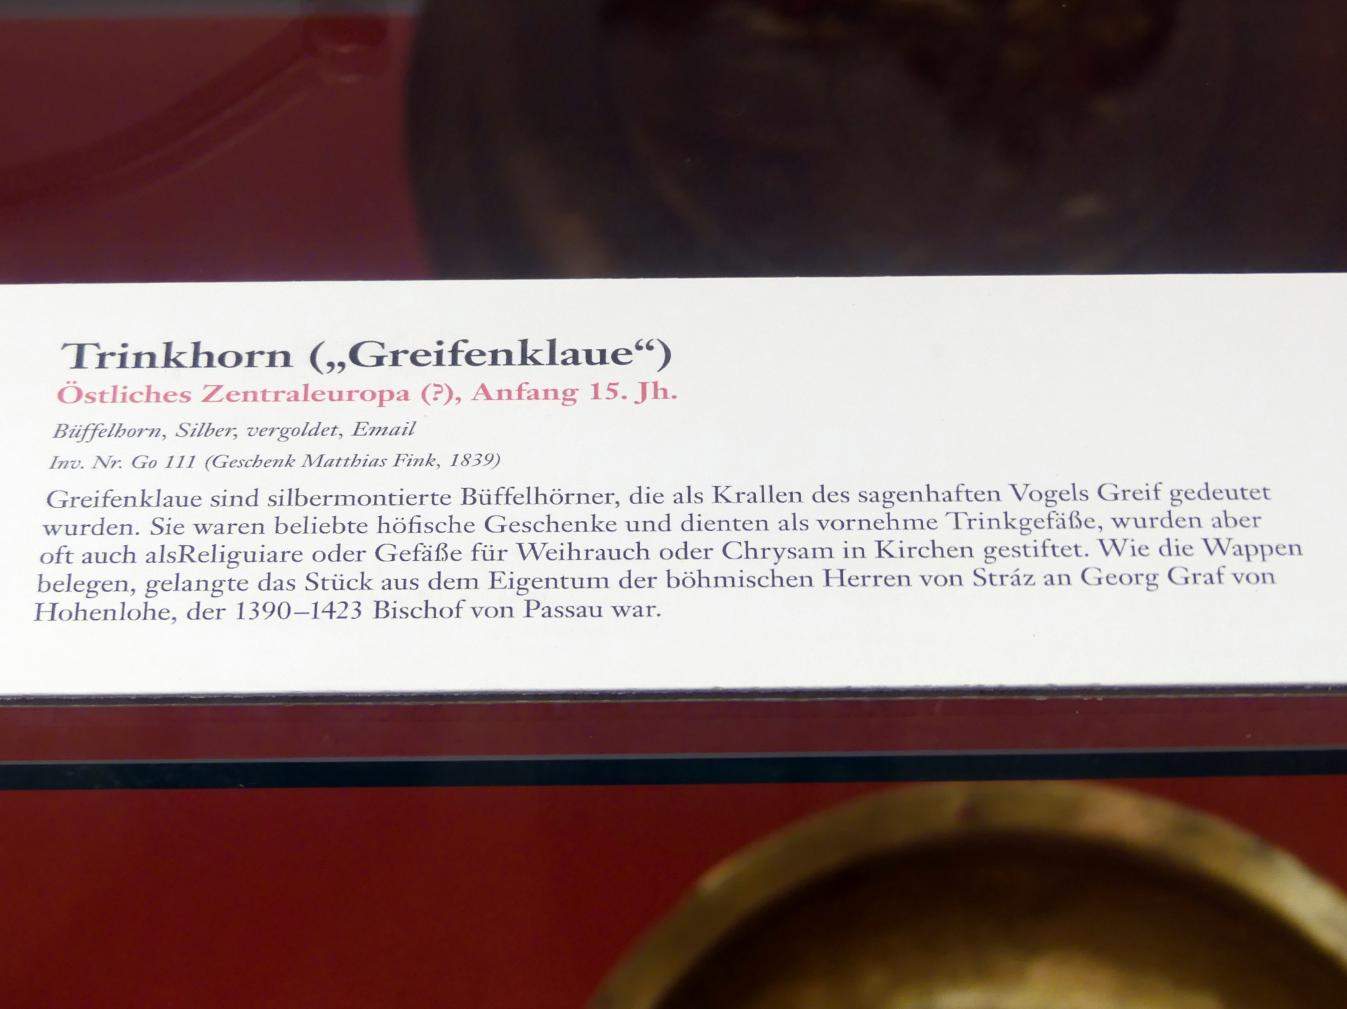 Trinkhorn („Greifenklaue“)
Östliches Zentraleuropa (?), Anfang 15. Jh.
Büffelhorn, Silber, vergoldet, Email
Inv. Nr. Go 111 (Geschenk Matthias Fink, 1839)
Greifenklaue sind silbermontierte Büffelhörner, die als Krallen des sagenhaften Vogels Greif gedeutet
wurden. Sie waren beliebte höfische Geschenke und dienten als vornehme Trinkgefäße, wurden aber
oft auch alsReliguiare oder Gefäße für Weihrauch oder Chrysam in Kirchen gestiftet. Wie die Wappen
belegen, gelangte das Stück aus dem Eigentum der böhmischen Herren von Stráz an Georg Graf von
Hohenlohe, der 1390–1423 Bischof von Passau war.